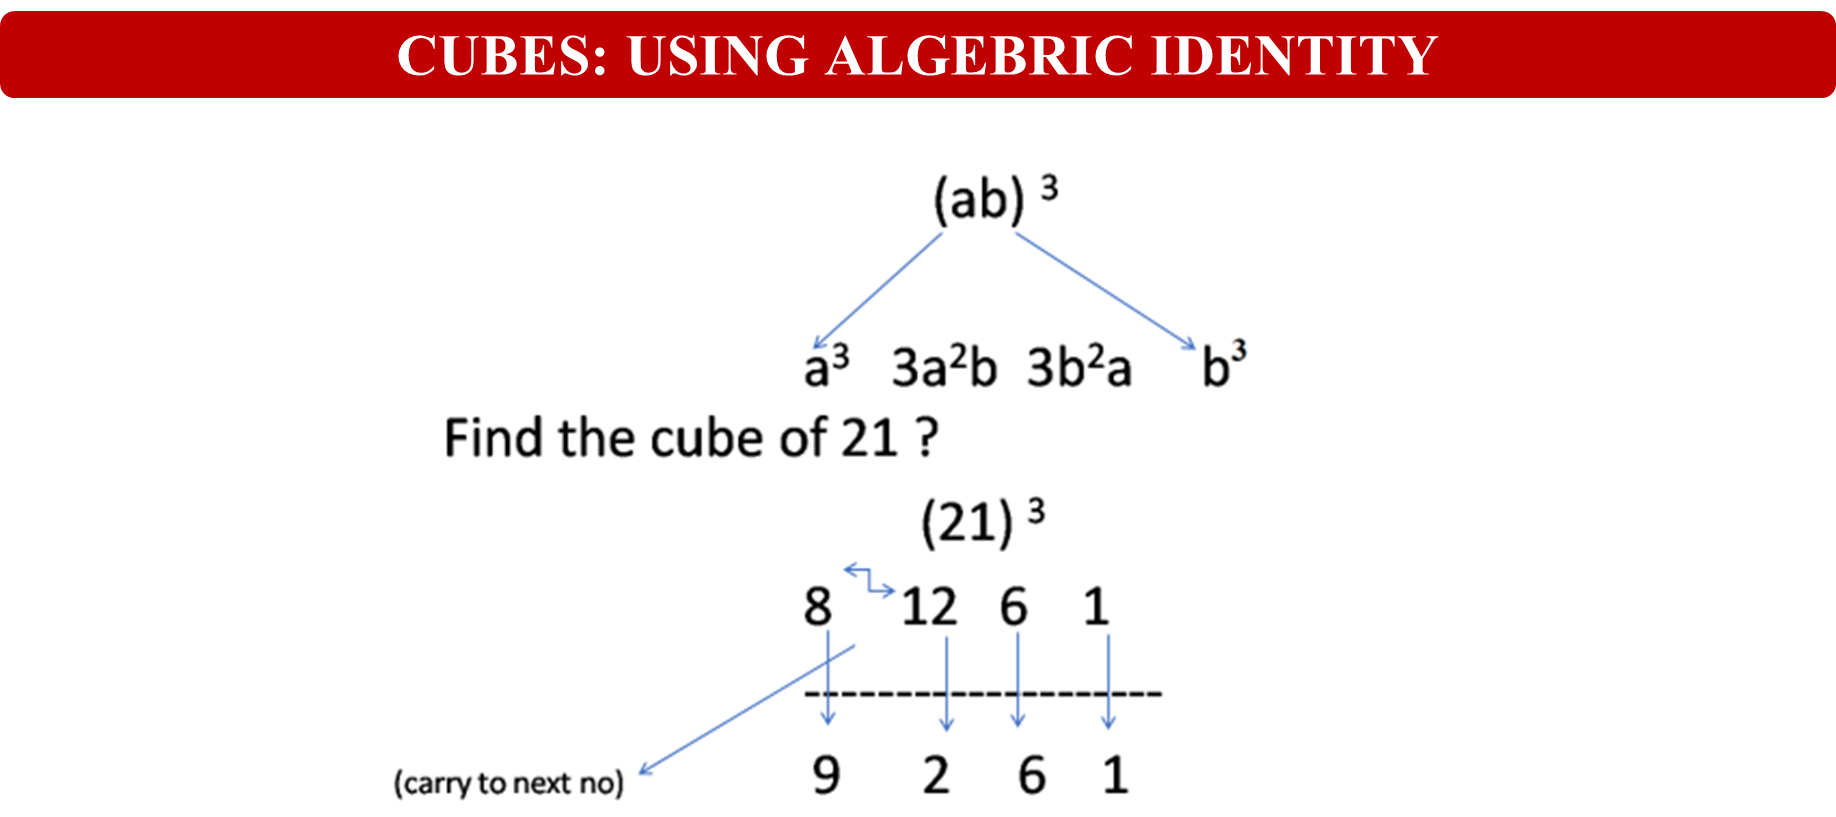 CUBES: USING ALGEBRIC IDENTITY
(ab) ³
a³ 3a²b 3b²a b³
Find the cube of 21 ?
(21) ³
8 12 6 1
---------------------
9 2 6 1
(carry to next no)